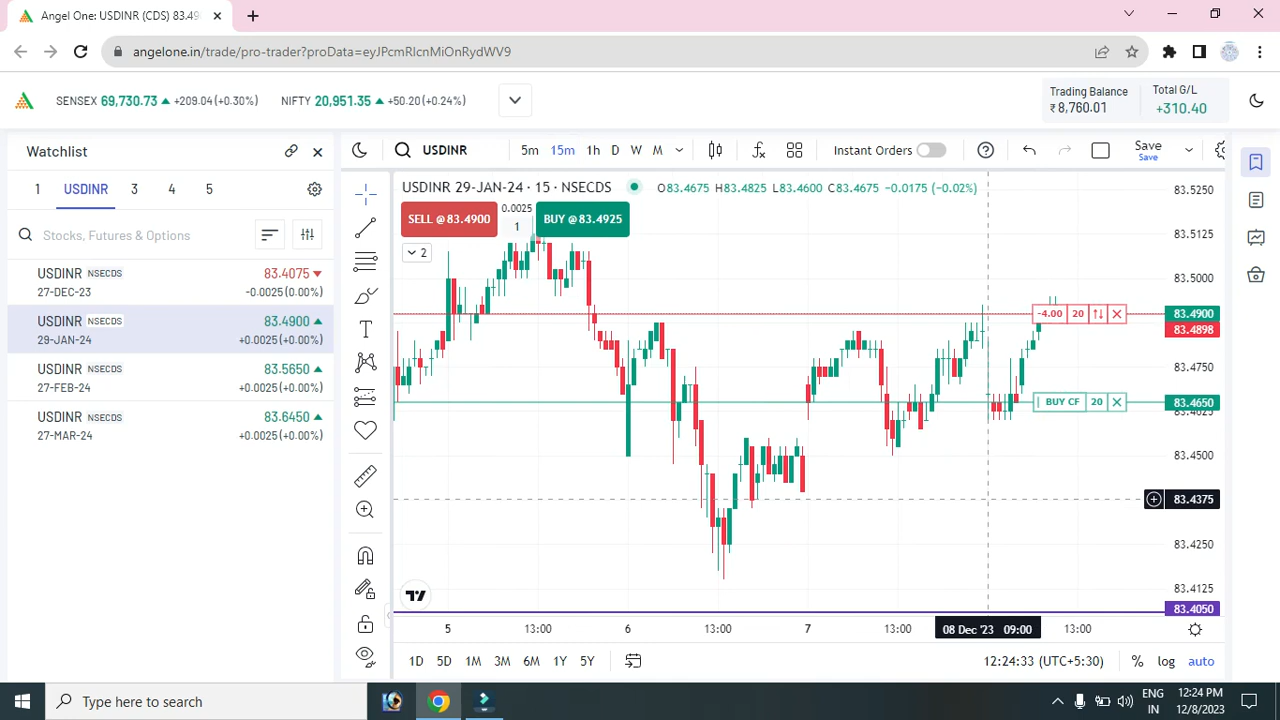 Angel One: USDINR (CDS) 83.49
angelone.in/trade/pro-trader?proData=eyJPcmRlcnMiOnRydWV9
SENSEX 69,730.73 +209.04 (+0.30%) NIFTY 20,951.35 +50.20 (+0.24%)
Trading Balance Total G/L
₹ 8,760.01 +310.40
Watchlist
1 USDINR 3 4 5
Stocks, Futures & Options
USDINR NSECDS 83.4075
27-DEC-23 -0.0025 (0.00%)
USDINR NSECDS 83.4900
29-JAN-24 +0.0025 (+0.00%)
USDINR NSECDS 83.5650
27-FEB-24 +0.0025 (+0.00%)
USDINR NSECDS 83.6450
27-MAR-24 +0.0025 (+0.00%)
USDINR 5m 15m 1h D W M Instant Orders Save
Save
USDINR 29-JAN-24 · 15 · NSECDS O83.4675 H83.4825 L83.4600 C83.4675 -0.0175 (-0.02%)
SELL @ 83.4900 0.0025 BUY @ 83.4925
1
2
83.5250
83.5125
83.5000
-4.00 20 83.4900
83.4898
83.4750
BUY CF 20 83.4650
83.4625
83.4500
83.4375
83.4250
83.4125
83.4050
5 13:00 6 13:00 7 13:00 08 Dec '23 09:00 13:00
1D 5D 1M 3M 6M 1Y 5Y 12:24:33 (UTC+5:30) % log auto
Type here to search
ENG 12:24 PM
IN 12/8/2023